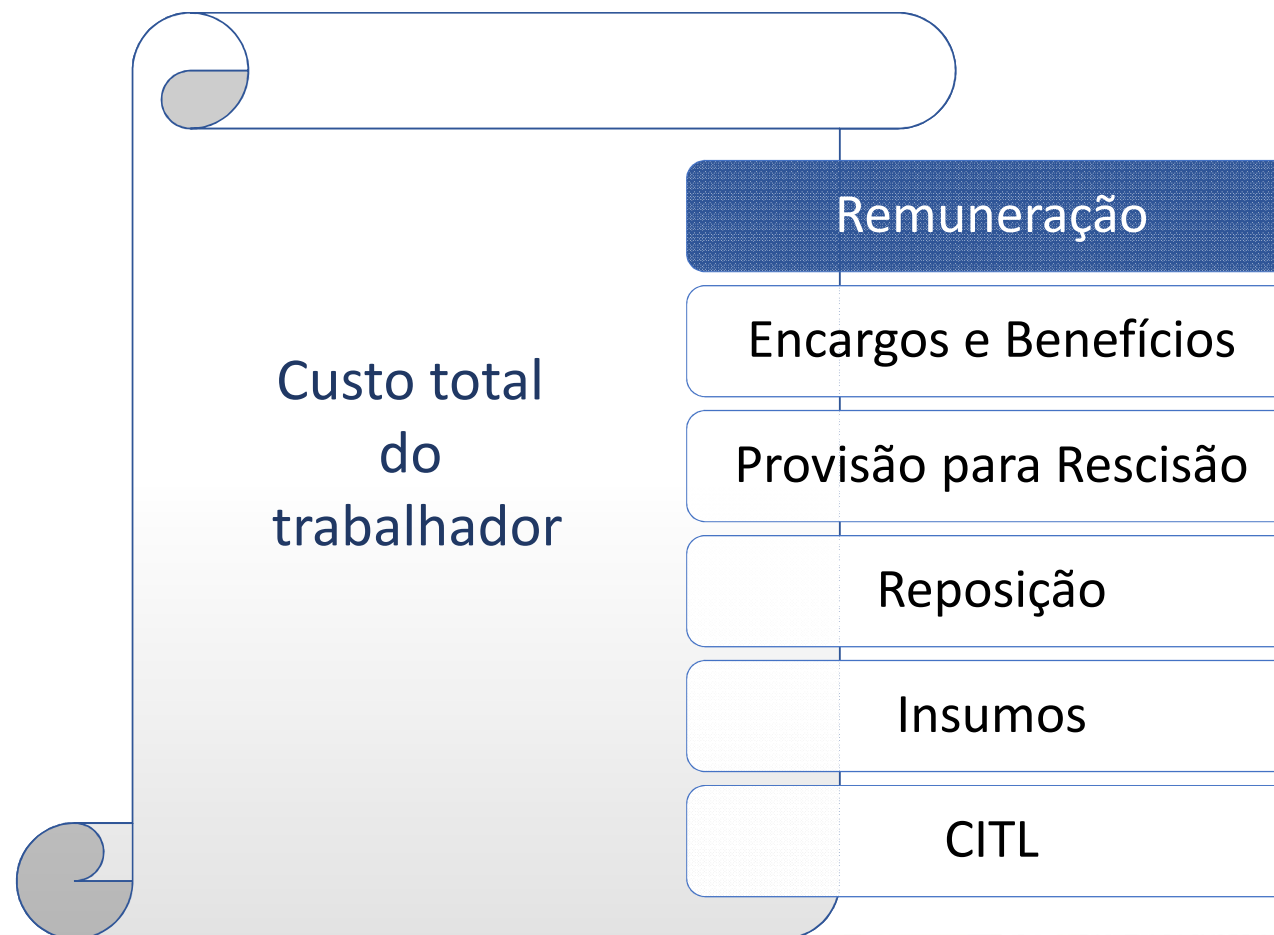 Custo total
do
trabalhador
Remuneração
Encargos e Benefícios
Provisão para Rescisão
Reposição
Insumos
CITL